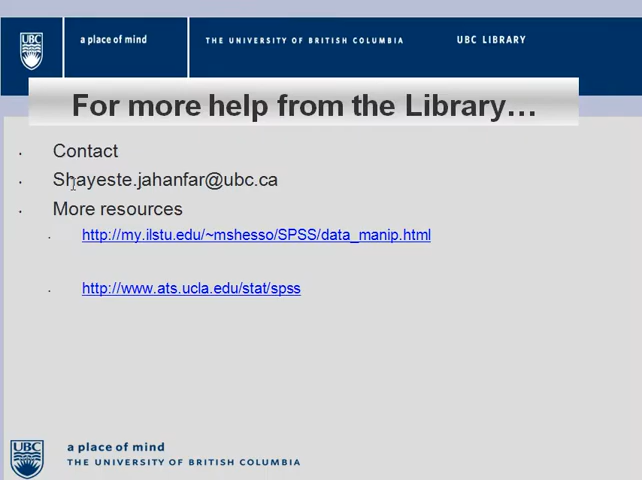 UBC
a place of mind
THE UNIVERSITY OF BRITISH COLUMBIA
UBC LIBRARY
For more help from the Library…
Contact
Shayeste.jahanfar@ubc.ca
More resources
http://my.ilstu.edu/~mshesso/SPSS/data_manip.html
http://www.ats.ucla.edu/stat/spss
UBC
a place of mind
THE UNIVERSITY OF BRITISH COLUMBIA